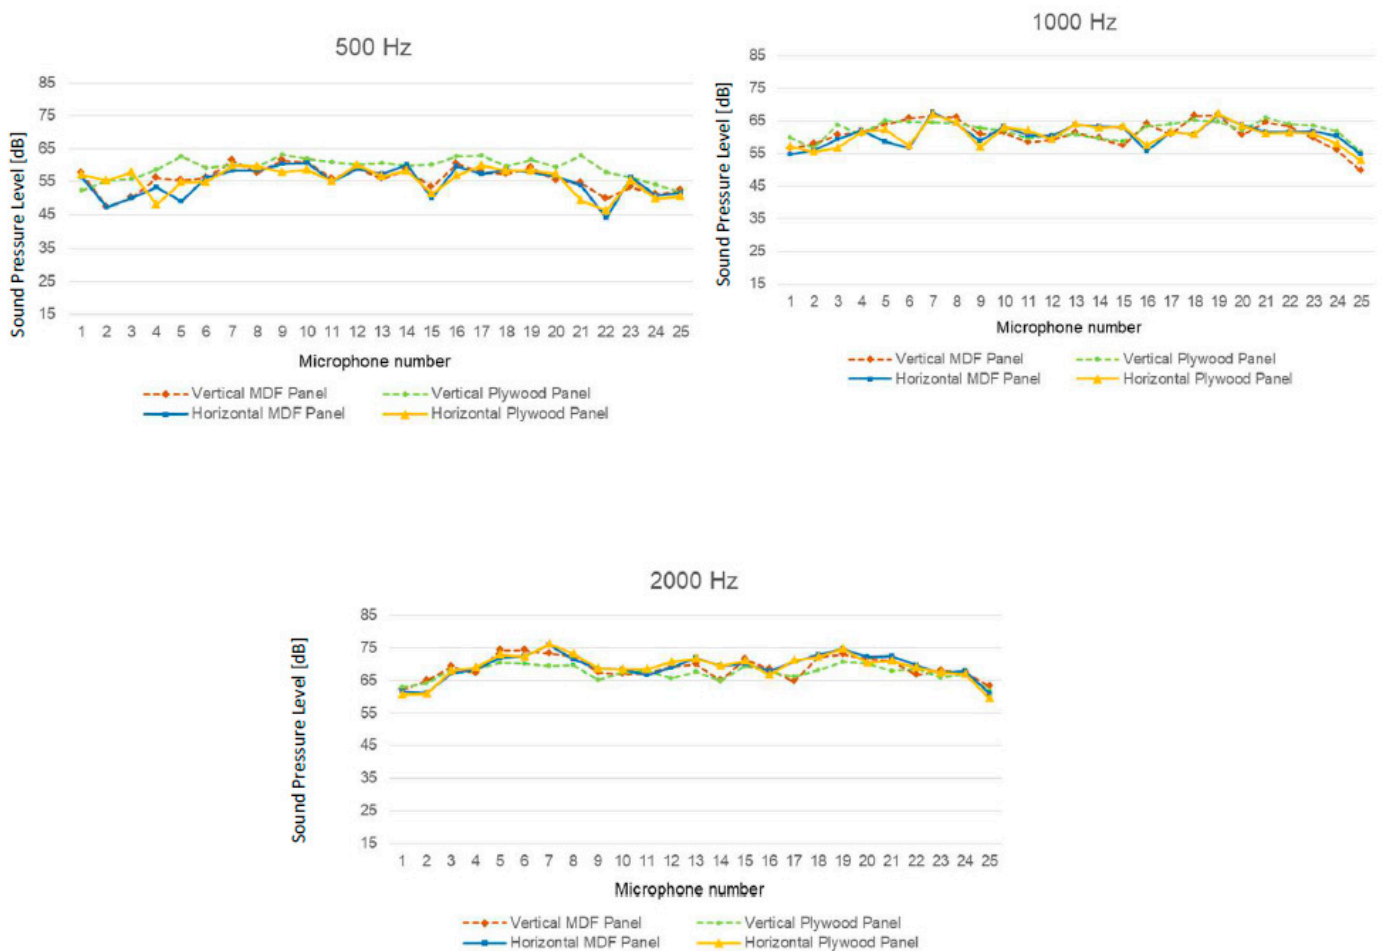 500 Hz
Sound Pressure Level [dB]
85
75
65
55
45
35
25
15
1 2 3 4 5 6 7 8 9 10 11 12 13 14 15 16 17 18 19 20 21 22 23 24 25
Microphone number
Vertical MDF Panel Vertical Plywood Panel
Horizontal MDF Panel Horizontal Plywood Panel
1000 Hz
Sound Pressure Level [dB]
85
75
65
55
45
35
25
15
1 2 3 4 5 6 7 8 9 10 11 12 13 14 15 16 17 18 19 20 21 22 23 24 25
Microphone number
Vertical MDF Panel Vertical Plywood Panel
Horizontal MDF Panel Horizontal Plywood Panel
2000 Hz
Sound Pressure Level [dB]
85
75
65
55
45
35
25
15
1 2 3 4 5 6 7 8 9 10 11 12 13 14 15 16 17 18 19 20 21 22 23 24 25
Microphone number
Vertical MDF Panel Vertical Plywood Panel
Horizontal MDF Panel Horizontal Plywood Panel